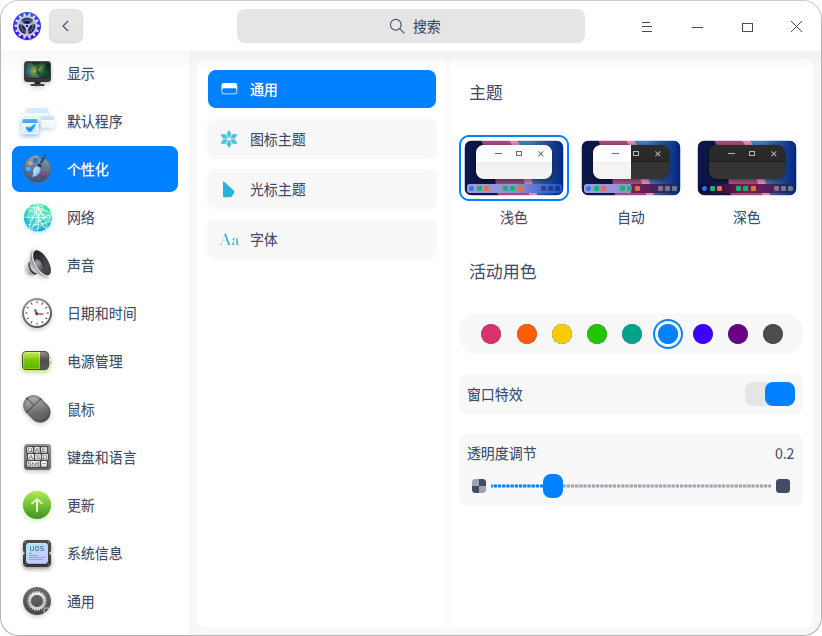 搜索
显示
默认程序
个性化
网络
声音
日期和时间
电源管理
鼠标
键盘和语言
更新
UOS
系统信息
通用
通用
图标主题
光标主题
Aa 字体
主题
浅色 自动 深色
活动用色
窗口特效
透明度调节 0.2